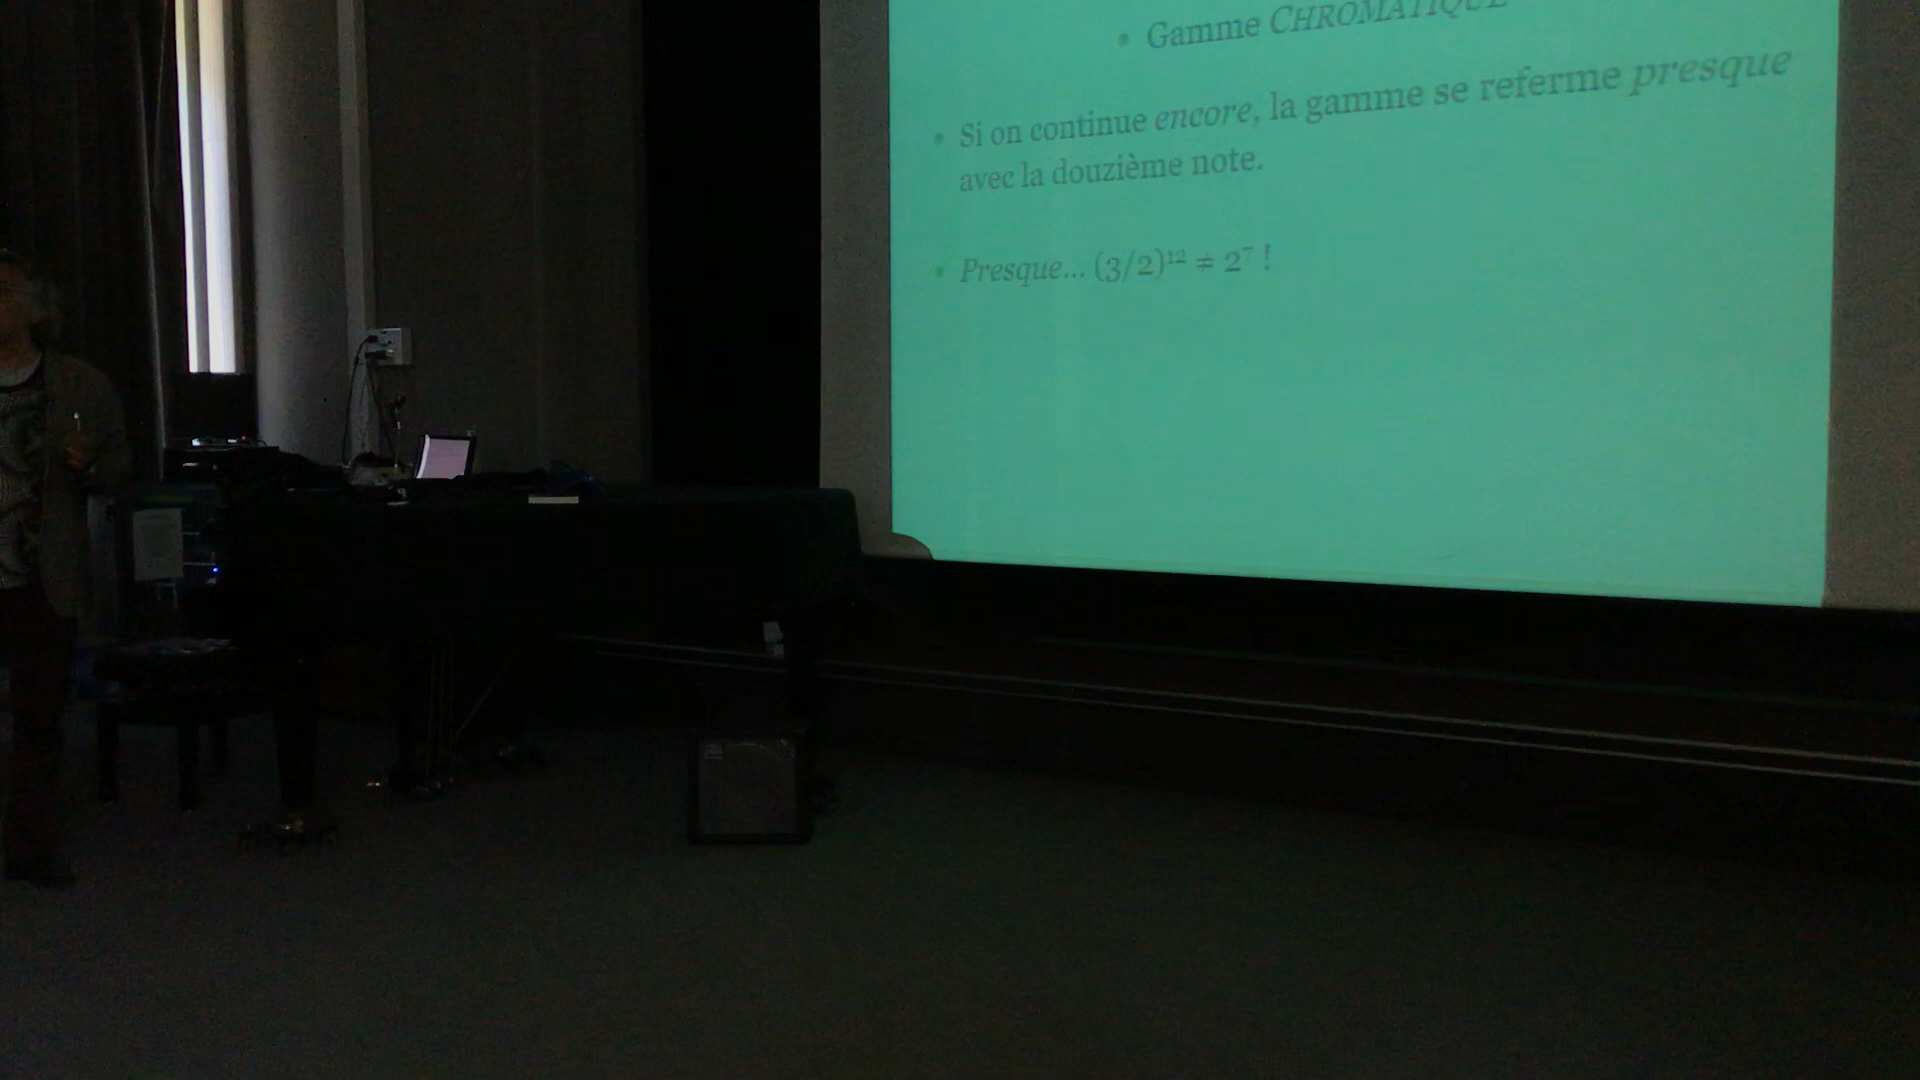 • Gamme CHROMATIQUE
• Si on continue encore, la gamme se referme presque
avec la douzième note.
• Presque... (3/2)¹² ≠ 2⁷ !